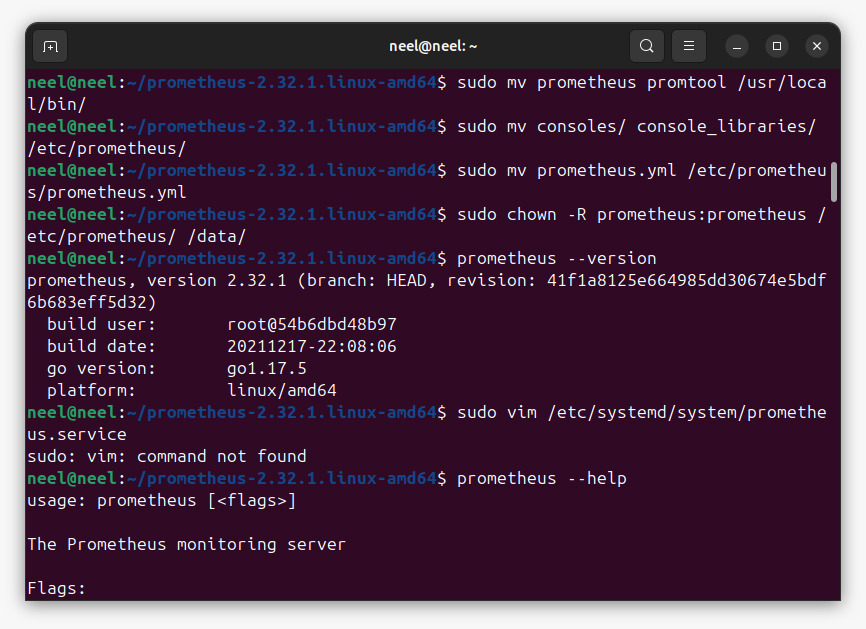 neel@neel: ~
neel@neel:~/prometheus-2.32.1.linux-amd64$ sudo mv prometheus promtool /usr/loca
l/bin/
neel@neel:~/prometheus-2.32.1.linux-amd64$ sudo mv consoles/ console_libraries/
/etc/prometheus/
neel@neel:~/prometheus-2.32.1.linux-amd64$ sudo mv prometheus.yml /etc/prometheu
s/prometheus.yml
neel@neel:~/prometheus-2.32.1.linux-amd64$ sudo chown -R prometheus:prometheus /
etc/prometheus/ /data/
neel@neel:~/prometheus-2.32.1.linux-amd64$ prometheus --version
prometheus, version 2.32.1 (branch: HEAD, revision: 41f1a8125e664985dd30674e5bdf
6b683eff5d32)
  build user:       root@54b6dbd48b97
  build date:       20211217-22:08:06
  go version:       go1.17.5
  platform:         linux/amd64
neel@neel:~/prometheus-2.32.1.linux-amd64$ sudo vim /etc/systemd/system/promethe
us.service
sudo: vim: command not found
neel@neel:~/prometheus-2.32.1.linux-amd64$ prometheus --help
usage: prometheus [<flags>]
The Prometheus monitoring server
Flags: